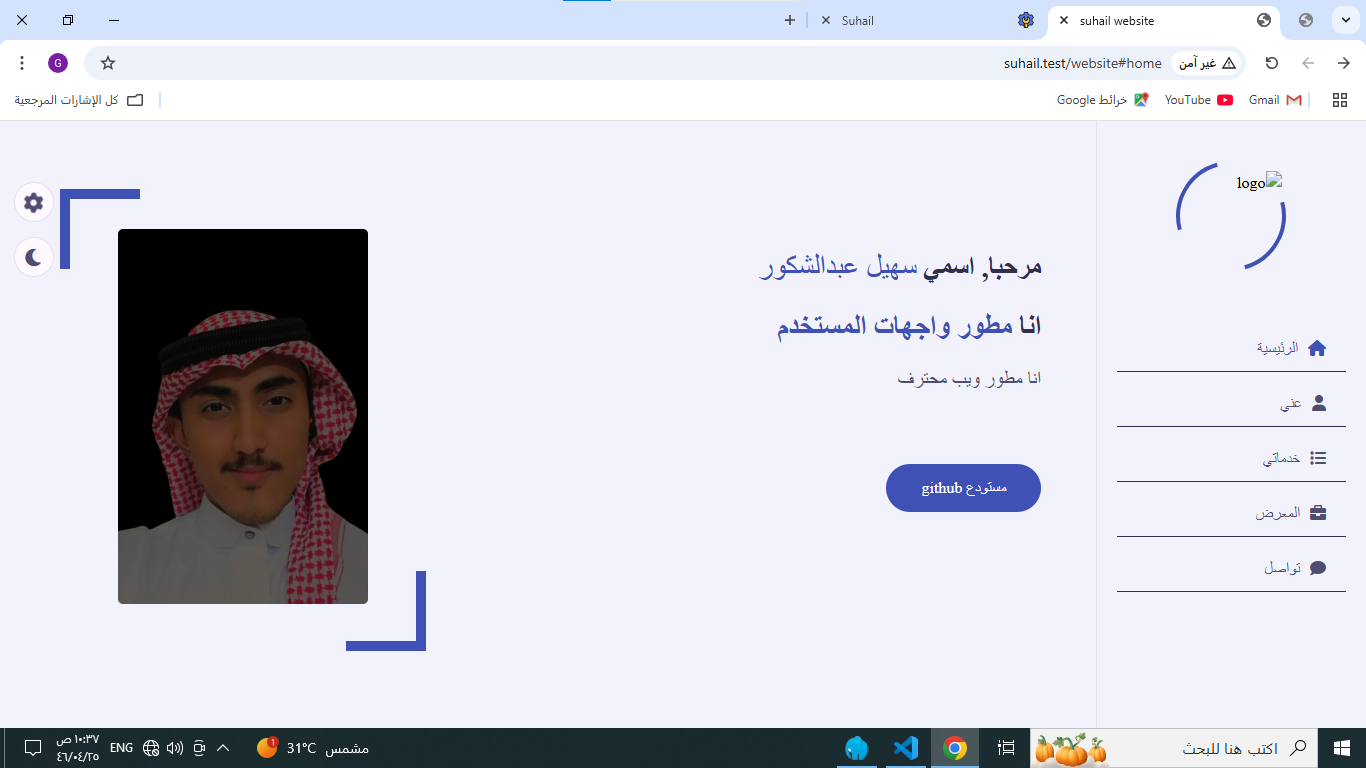 Suhail
suhail website
G
suhail.test/website#home
غير آمن
كل الإشارات المرجعية
خرائط Google
YouTube
Gmail
logo
مرحبا, اسمي سهيل عبدالشكور
انا مطور واجهات المستخدم
انا مطور ويب محترف
مستودع github
الرئيسية
عني
خدماتي
المعرض
تواصل
١٠:٣٧ ص
٤٦/٠٤/٢٥
ENG
1
31°C مشمس
اكتب هنا للبحث